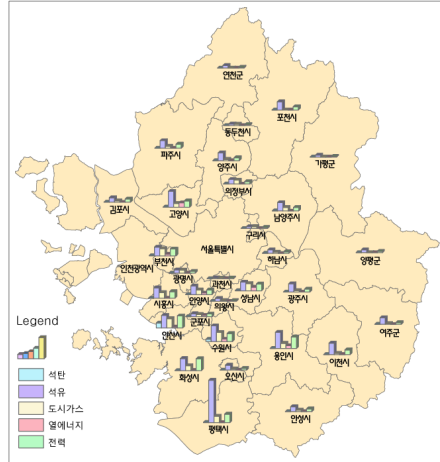 연천군
포천시
동두천시
파주시
양주시
가평군
의정부시
김포시
고양시
남양주시
구리시
서울특별시
부천시
하남시
양평군
인천광역시
광명시
과천시
시흥시
안양시
의왕시
성남시
광주시
군포시
여주군
안산시
수원시
용인시
이천시
화성시
오산시
평택시
안성시
Legend
석탄
석유
도시가스
열에너지
전력